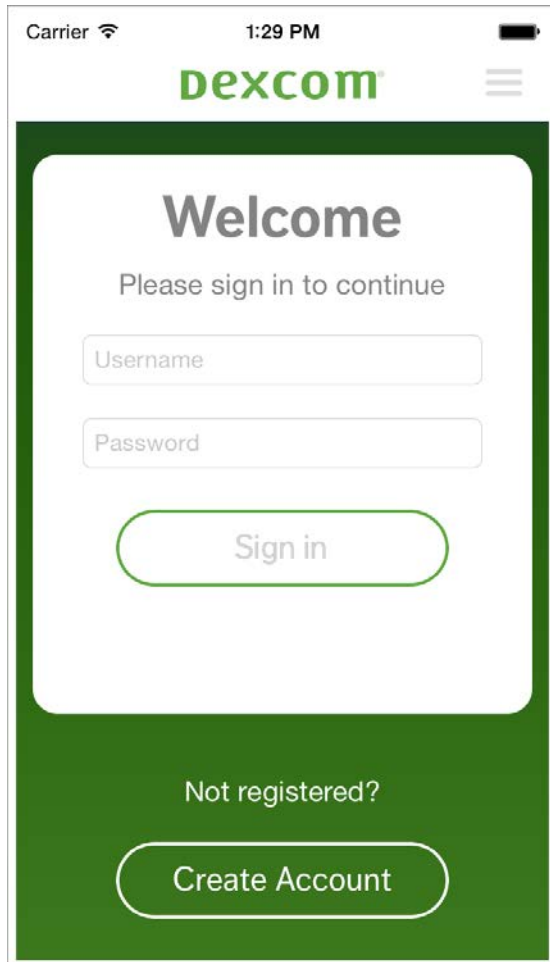 Carrier 1:29 PM
Dexcom
Welcome
Please sign in to continue
Username
Password
Sign in
Not registered?
Create Account